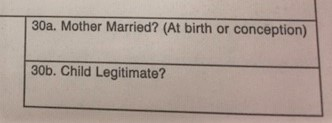 30a. Mother Married? (At birth or conception)
30b. Child Legitimate?